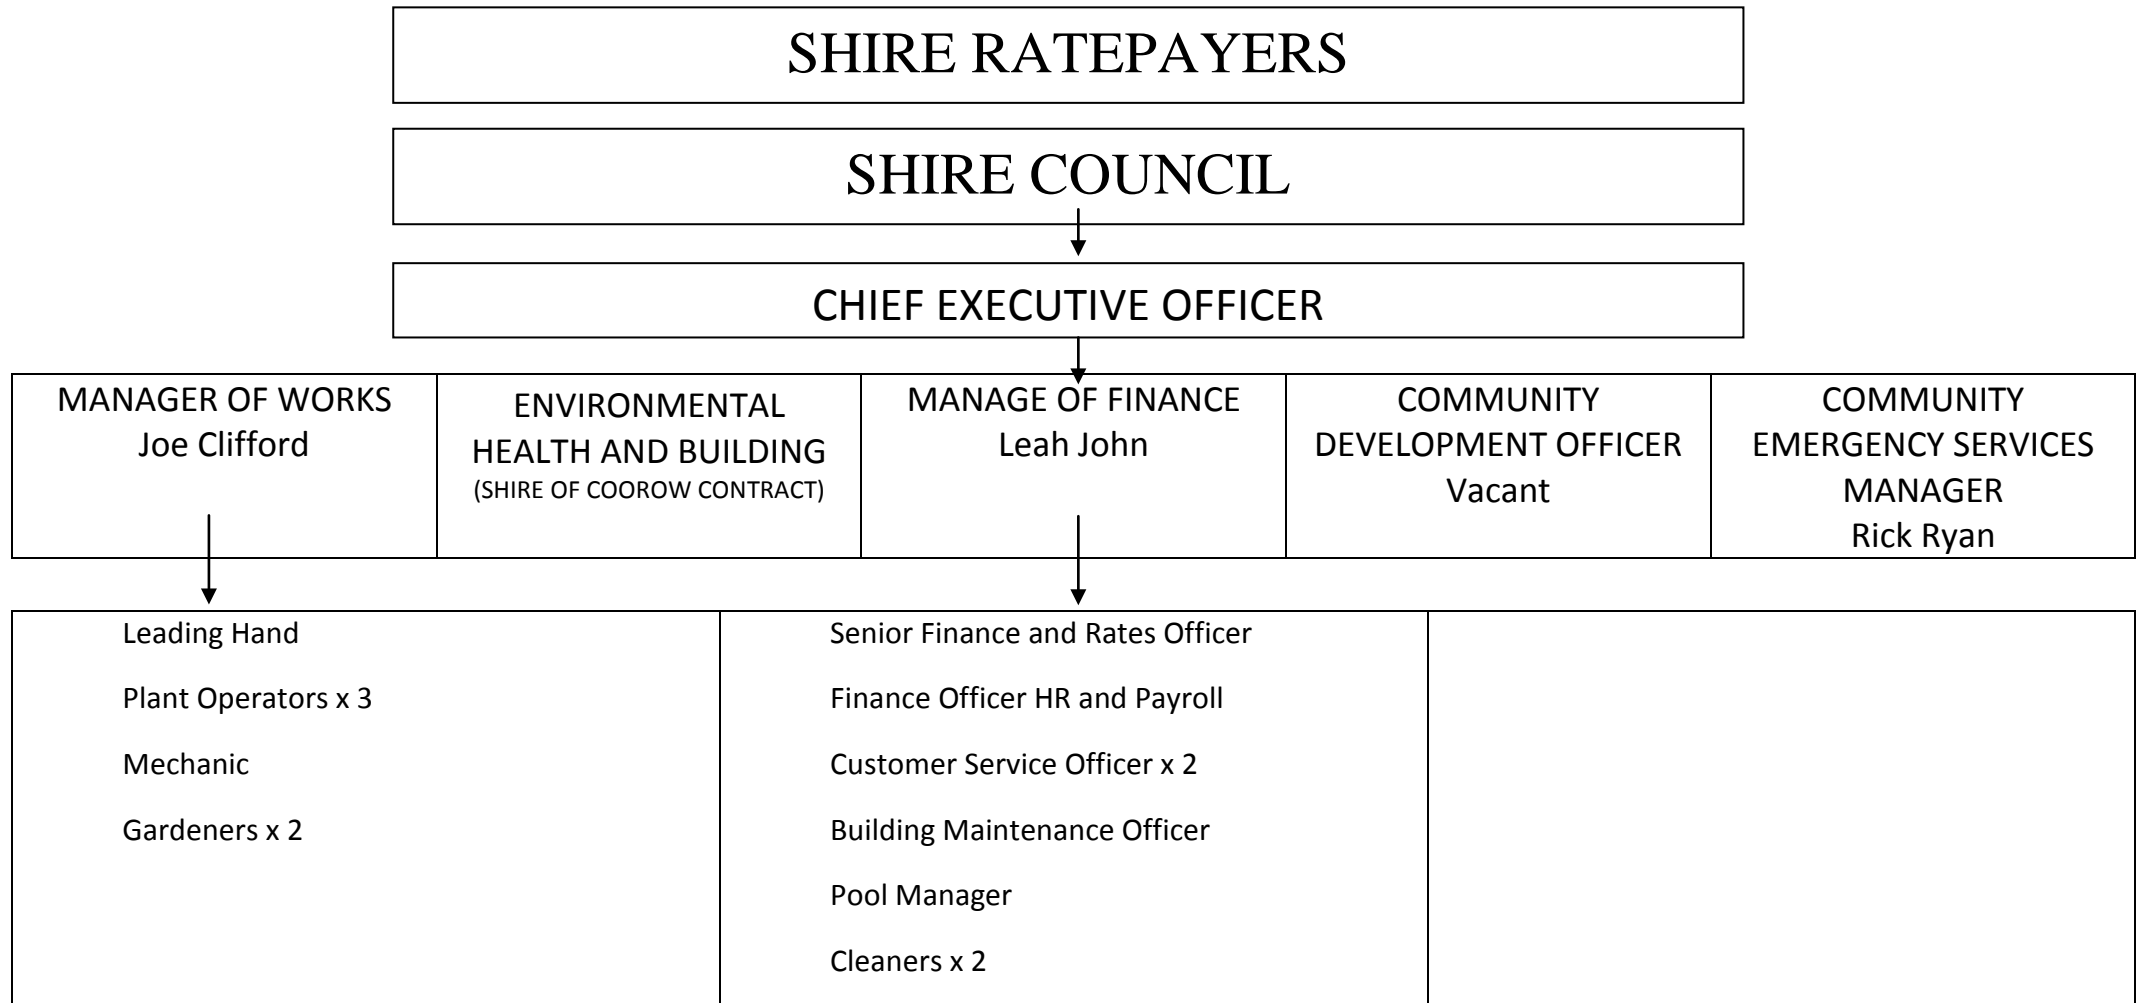 SHIRE RATEPAYERS
SHIRE COUNCIL
CHIEF EXECUTIVE OFFICER
MANAGER OF WORKS
Joe Clifford
ENVIRONMENTAL
HEALTH AND BUILDING
(SHIRE OF COOROW CONTRACT)
MANAGE OF FINANCE
Leah John
COMMUNITY
DEVELOPMENT OFFICER
Vacant
COMMUNITY
EMERGENCY SERVICES
MANAGER
Rick Ryan
Leading Hand
Plant Operators x 3
Mechanic
Gardeners x 2
Senior Finance and Rates Officer
Finance Officer HR and Payroll
Customer Service Officer x 2
Building Maintenance Officer
Pool Manager
Cleaners x 2